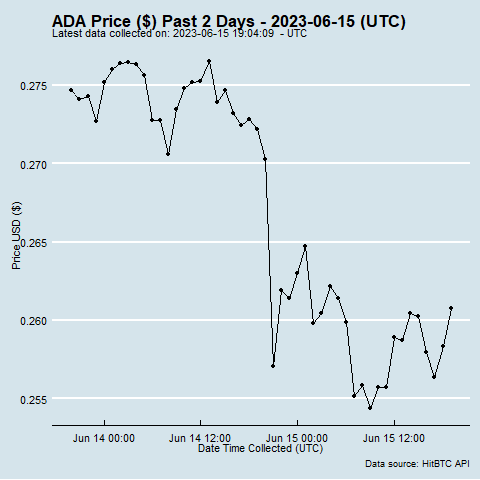 ADA Price ($) Past 2 Days - 2023-06-15 (UTC)
Latest data collected on: 2023-06-15 19:04:09 - UTC
0.275
0.270
0.265
0.260
0.255
Price USD ($)
Jun 14 00:00 Jun 14 12:00 Jun 15 00:00 Jun 15 12:00
Date Time Collected (UTC)
Data source: HitBTC API